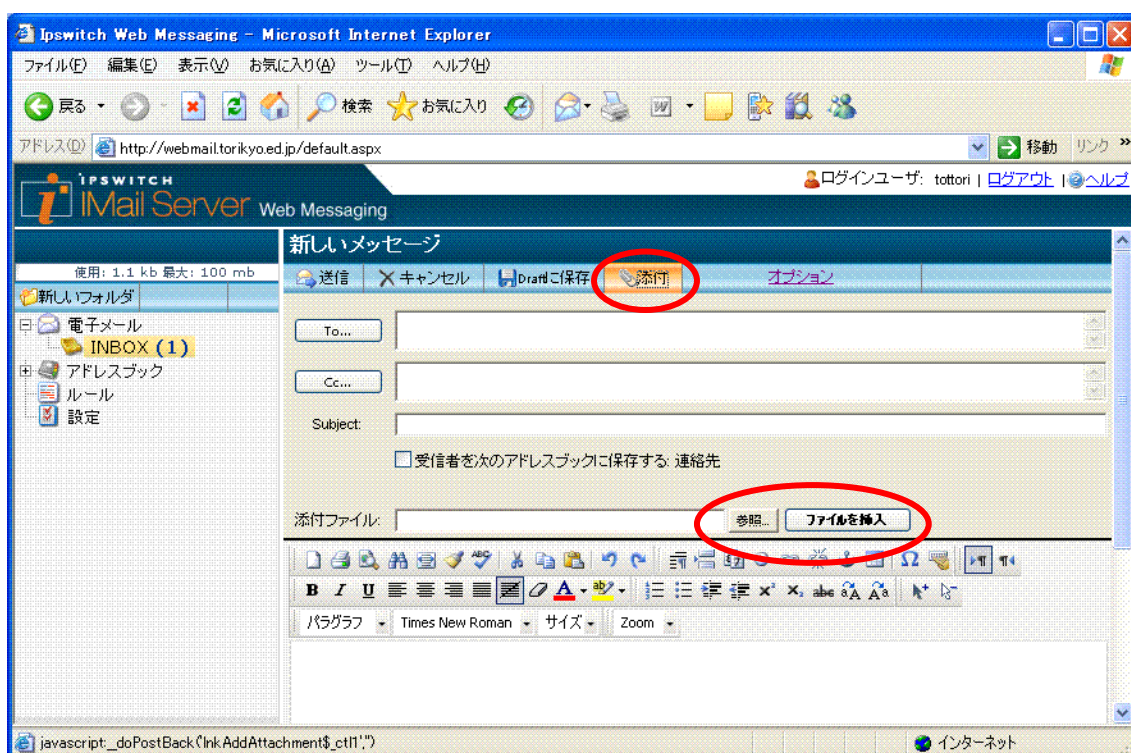 Ipswitch Web Messaging - Microsoft Internet Explorer
ファイル(F) 編集(E) 表示(V) お気に入り(A) ツール(T) ヘルプ(H)
戻る 検索 お気に入り
アドレス(D) http://webmail.torikyo.ed.jp/default.aspx 移動 リンク »
IPSWITCH
IMail Server Web Messaging
ログインユーザ: tottori | ログアウト | ヘルプ
新しいメッセージ
使用: 1.1 kb 最大: 100 mb
送信 キャンセル Draftに保存 添付 オプション
新しいフォルダ
電子メール
INBOX (1)
アドレスブック
ルール
設定
To...
Cc...
Subject:
受信者を次のアドレスブックに保存する: 連絡先
添付ファイル: 参照... ファイルを挿入
B I U A abc
パラグラフ Times New Roman サイズ Zoom
javascript:__doPostBack('lnkAddAttachment$_ctl1','') インターネット